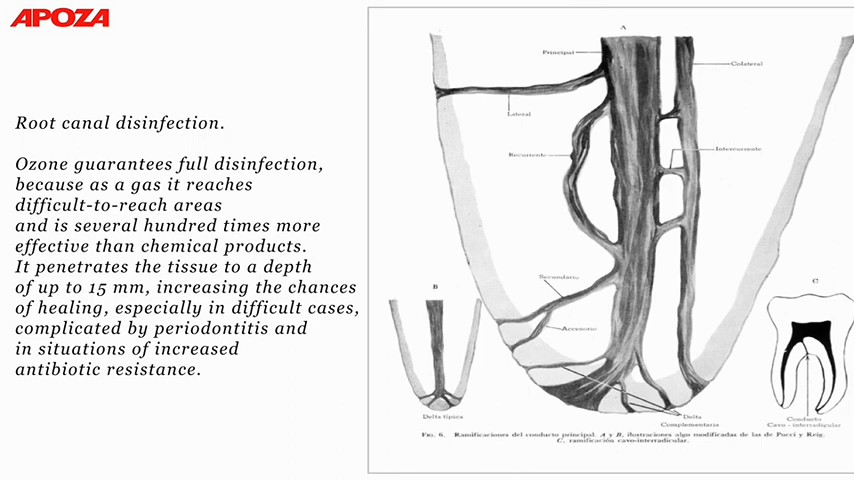 APOZA
Root canal disinfection.
Ozone guarantees full disinfection,
because as a gas it reaches
difficult-to-reach areas
and is several hundred times more
effective than chemical products.
It penetrates the tissue to a depth
of up to 15 mm, increasing the chances
of healing, especially in difficult cases,
complicated by periodontitis and
in situations of increased
antibiotic resistance.
A
Principal
Colateral
Lateral
Recurrente
Intercurrente
Secundario
Accesorio
B
C
Delta típica
Delta
Complementaria
Conducto
Cavo - interradicular
FIG. 6. Ramificaciones del conducto principal. A y B, ilustraciones algo modificadas de las de Pucci y Reig.
C, ramificación cavo-interradicular.